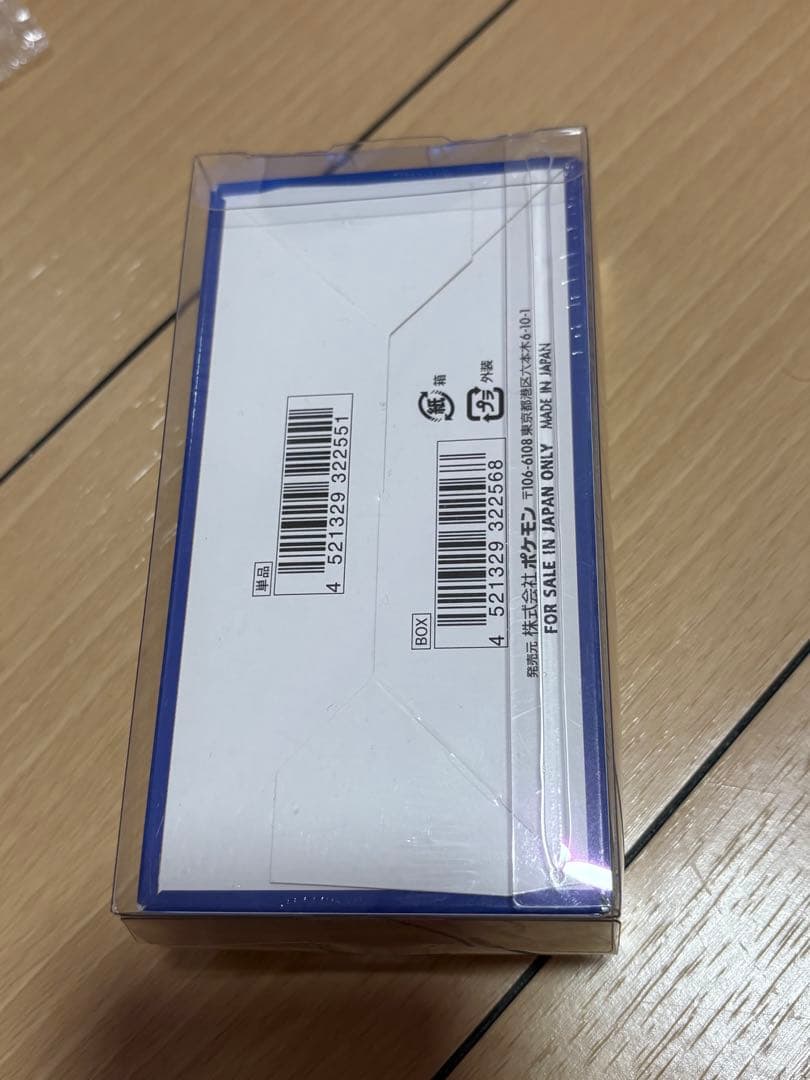 単品
4 521329 322551
BOX
4 521329 322568
紙 箱
プラ 外装
発売元 株式会社ポケモン 〒106-6108 東京都港区六本木6-10-1
FOR SALE IN JAPAN ONLY MADE IN JAPAN